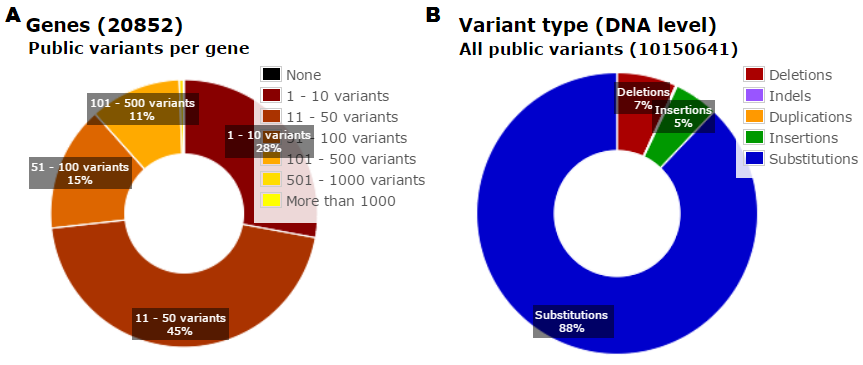 A
Genes (20852)
Public variants per gene
None
1 - 10 variants
11 - 50 variants
51 - 100 variants
101 - 500 variants
501 - 1000 variants
More than 1000
101 - 500 variants
11%
1 - 10 variants
28%
51 - 100 variants
15%
11 - 50 variants
45%
B
Variant type (DNA level)
All public variants (10150641)
Deletions
Indels
Duplications
Insertions
Substitutions
Deletions
7%
Insertions
5%
Substitutions
88%